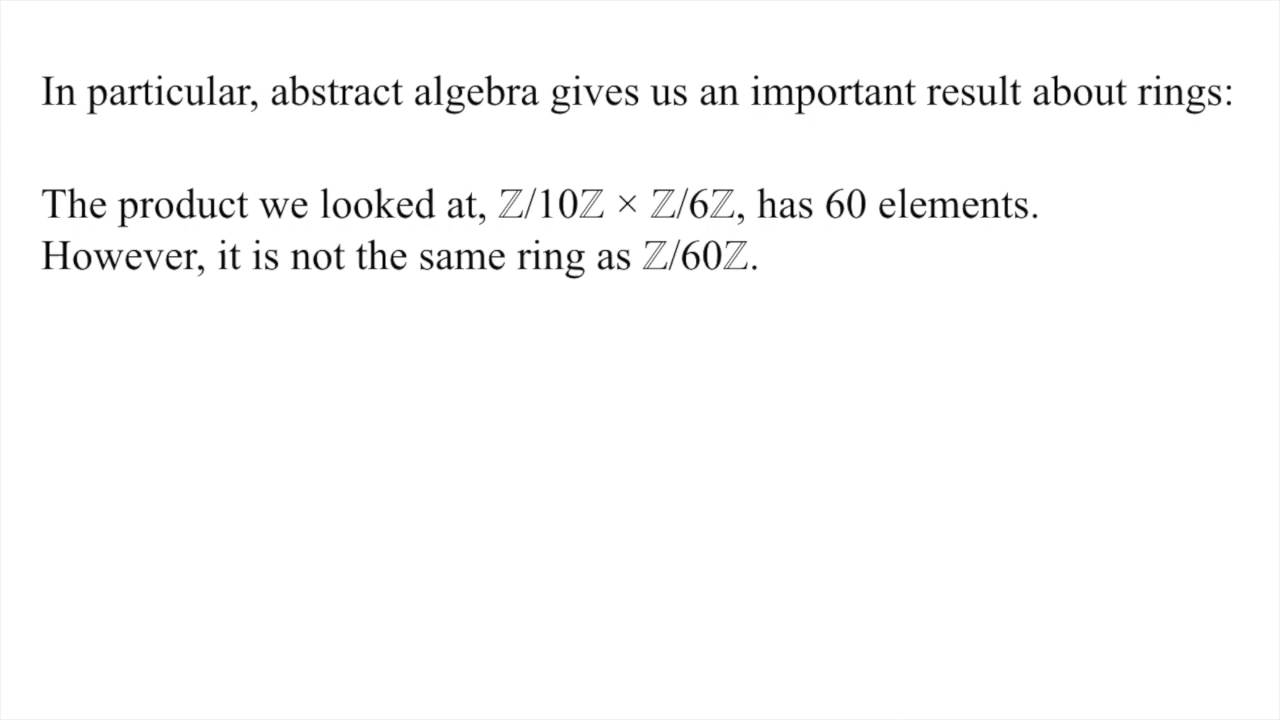 In particular, abstract algebra gives us an important result about rings:
The product we looked at, ℤ/10ℤ × ℤ/6ℤ, has 60 elements.
However, it is not the same ring as ℤ/60ℤ.